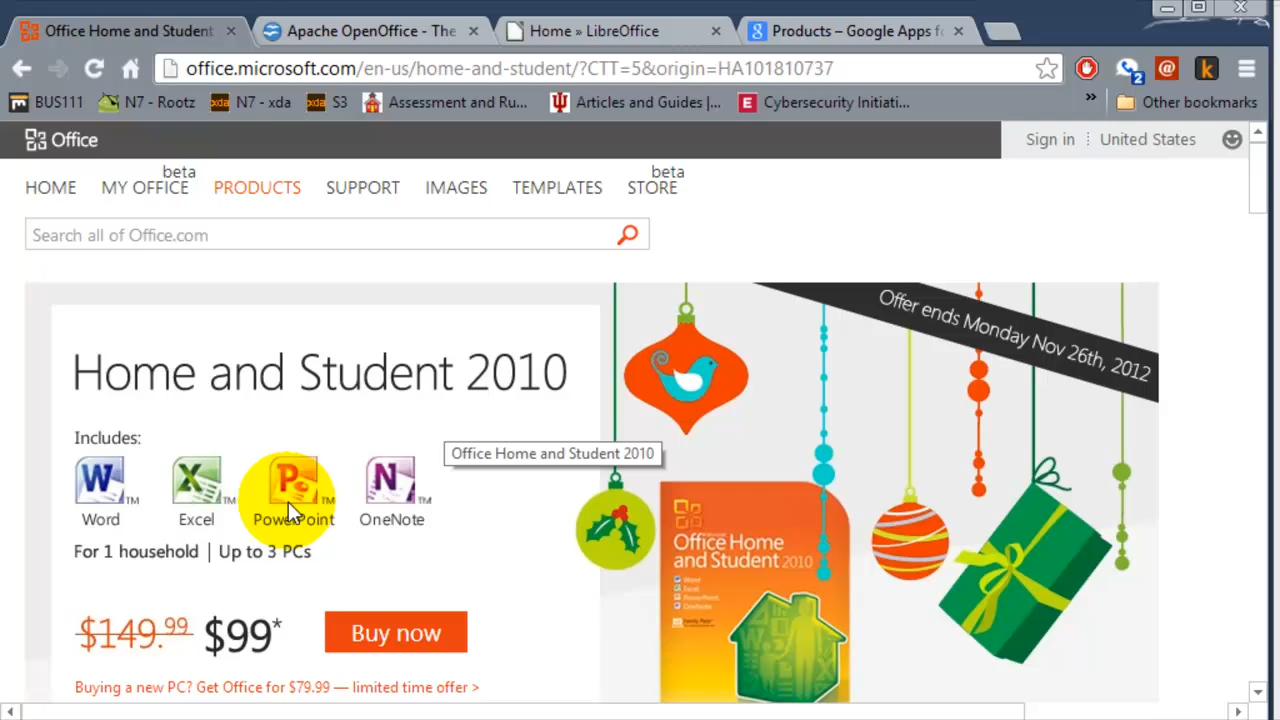 Office Home and Student
Apache OpenOffice - The
Home » LibreOffice
Products – Google Apps fo
office.microsoft.com/en-us/home-and-student/?CTT=5&origin=HA101810737
2
BUS111
N7 - Rootz
N7 - xda
S3
Assessment and Ru...
Articles and Guides |...
Cybersecurity Initiati...
»
Other bookmarks
Office
Sign in
United States
HOME
MY OFFICE beta
PRODUCTS
SUPPORT
IMAGES
TEMPLATES
STORE beta
Search all of Office.com
Offer ends Monday Nov 26th, 2012
Home and Student 2010
Includes:
Office Home and Student 2010
Word
Excel
PowerPoint
OneNote
For 1 household | Up to 3 PCs
$149.99 $99*
Buy now
Buying a new PC? Get Office for $79.99 — limited time offer >
Office Home
and Student 2010
Word
Excel
PowerPoint
OneNote